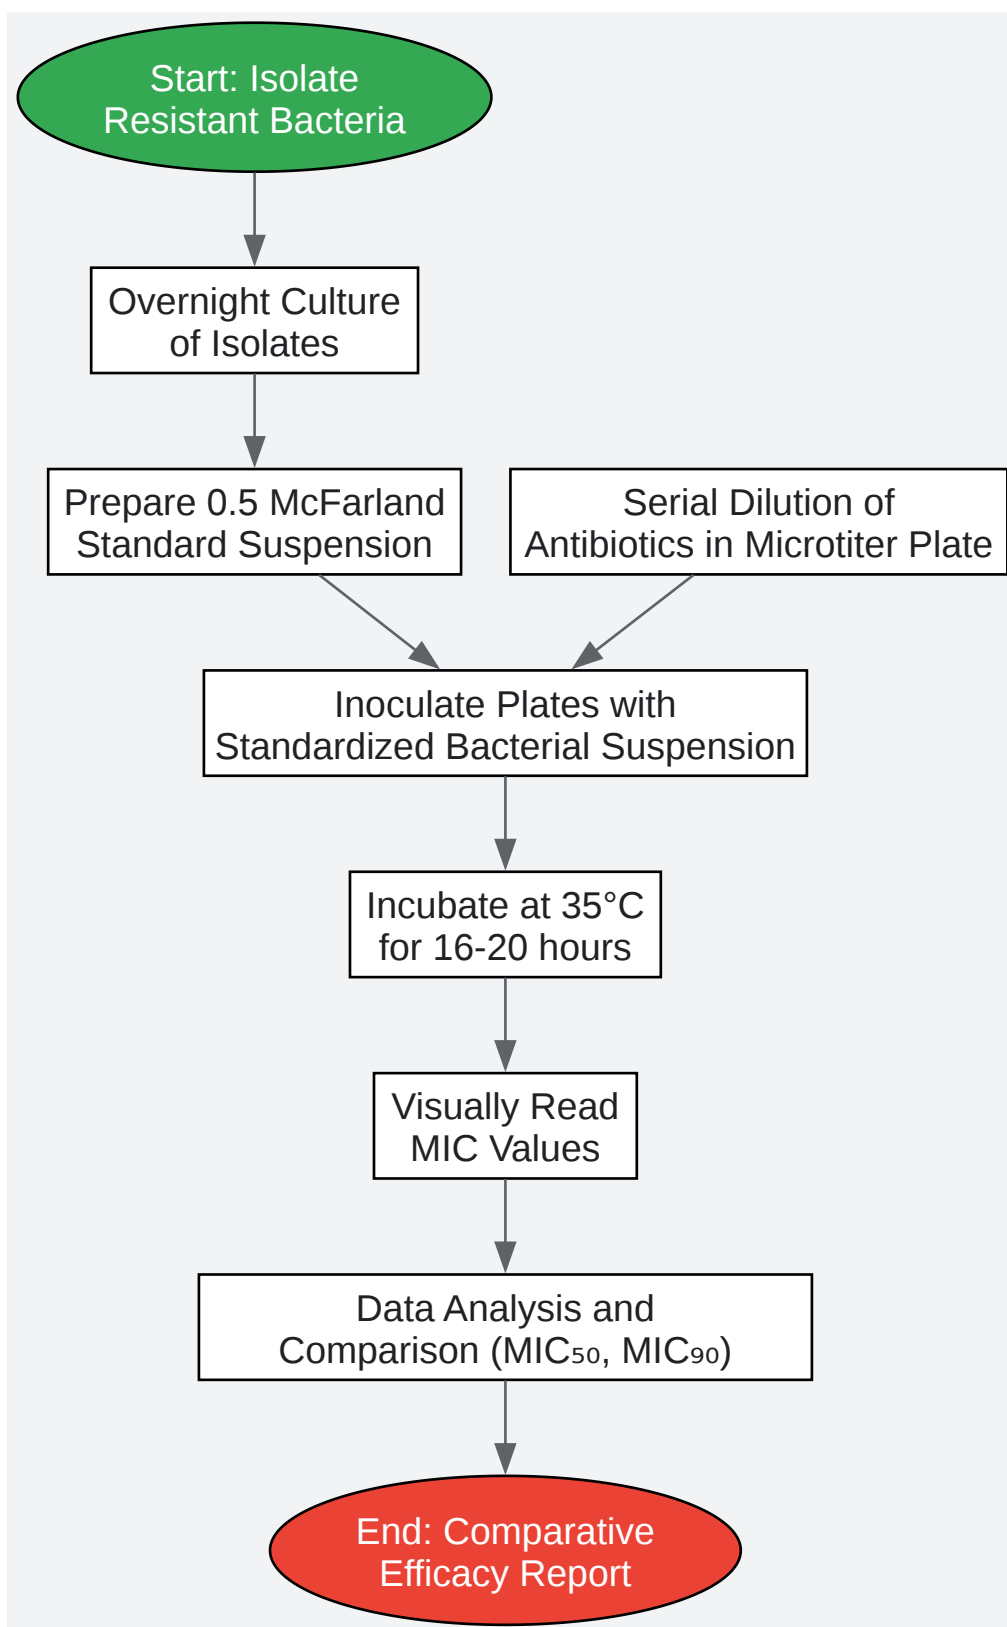 Start: Isolate
Resistant Bacteria
Overnight Culture
of Isolates
Prepare 0.5 McFarland
Standard Suspension
Serial Dilution of
Antibiotics in Microtiter Plate
Inoculate Plates with
Standardized Bacterial Suspension
Incubate at 35°C
for 16-20 hours
Visually Read
MIC Values
Data Analysis and
Comparison (MIC₅₀, MIC₉₀)
End: Comparative
Efficacy Report